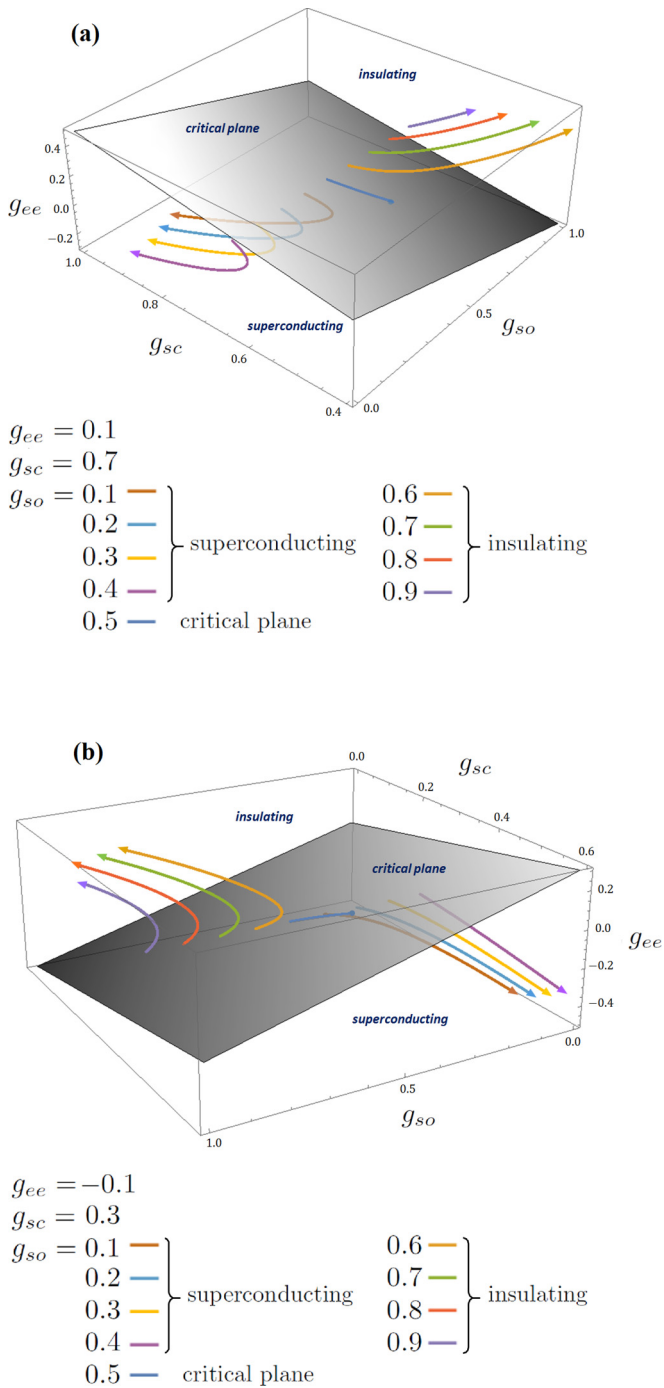 (a)
insulating
critical plane
0.4
0.2
0.0
−0.2
g_ee
1.0
0.8
0.6
0.4
g_sc
superconducting
0.0
0.5
1.0
g_so
g_ee = 0.1
g_sc = 0.7
g_so = 0.1
0.2
superconducting
0.3
0.4
0.5 critical plane
0.6
0.7
insulating
0.8
0.9
(b)
0.0
0.2
0.4
0.6
g_sc
insulating
critical plane
0.2
0.0
−0.2
−0.4
g_ee
superconducting
0.0
0.5
1.0
g_so
g_ee = −0.1
g_sc = 0.3
g_so = 0.1
0.2
superconducting
0.3
0.4
0.5 critical plane
0.6
0.7
insulating
0.8
0.9